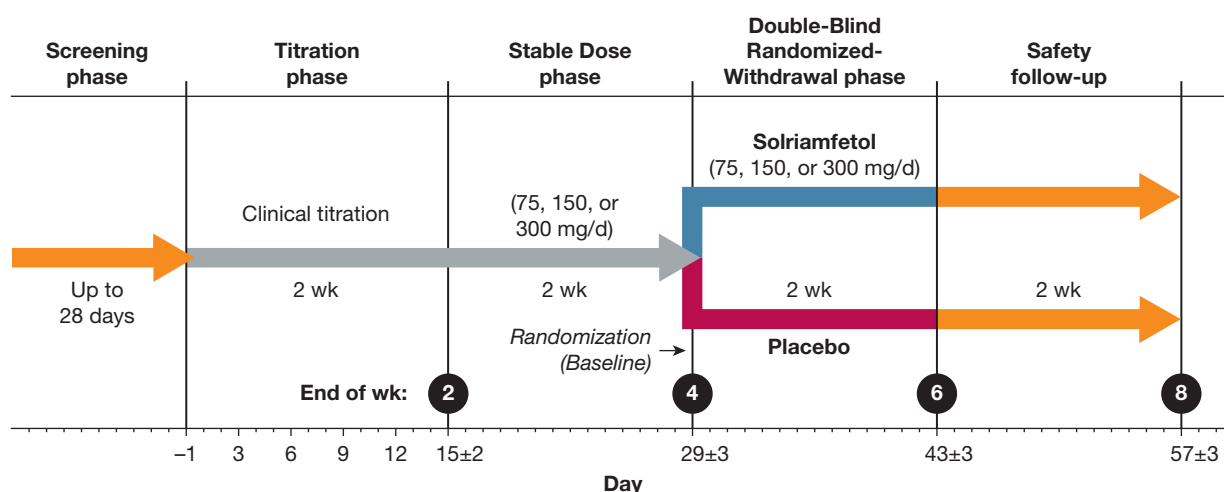 Screening
phase
Titration
phase
Stable Dose
phase
Double-Blind
Randomized-
Withdrawal phase
Safety
follow-up
Solriamfetol
(75, 150, or 300 mg/d)
Clinical titration
(75, 150, or
300 mg/d)
Up to
28 days
2 wk
2 wk
2 wk
2 wk
Randomization
(Baseline)
Placebo
End of wk:
2
4
6
8
–1
3
6
9
12
15±2
29±3
43±3
57±3
Day